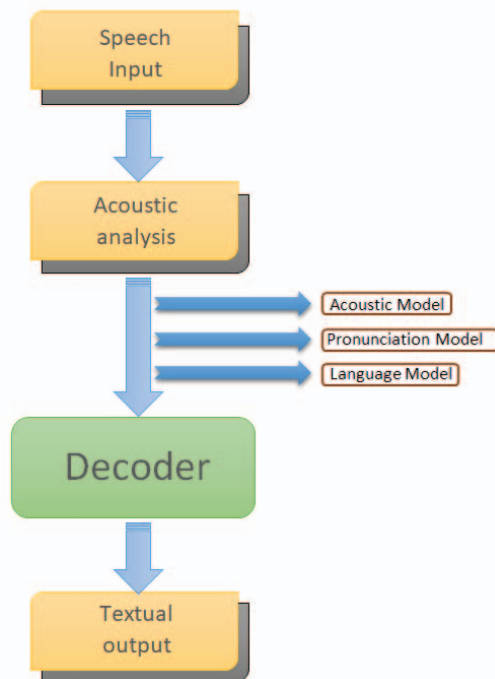 Speech
Input
Acoustic
analysis
Acoustic Model
Pronunciation Model
Language Model
Decoder
Textual
output